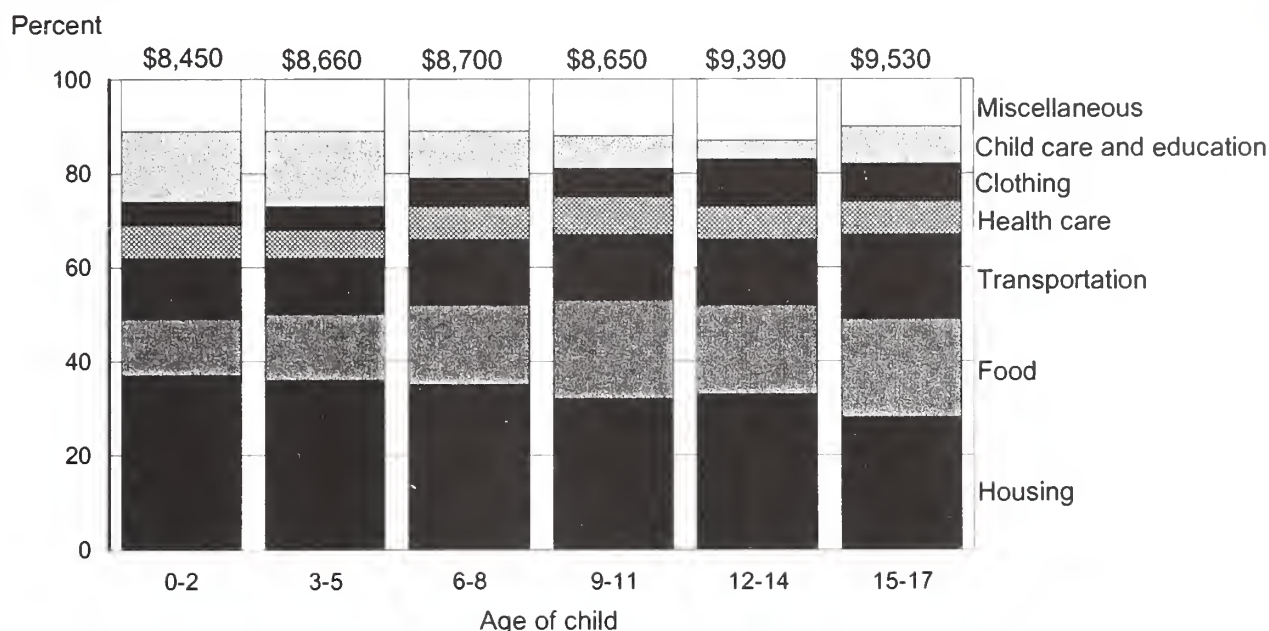 Percent
$8,450 $8,660 $8,700 $8,650 $9,390 $9,530
100
Miscellaneous
Child care and education
80
Clothing
Health care
60
Transportation
40
Food
20
Housing
0
0-2 3-5 6-8 9-11 12-14 15-17
Age of child